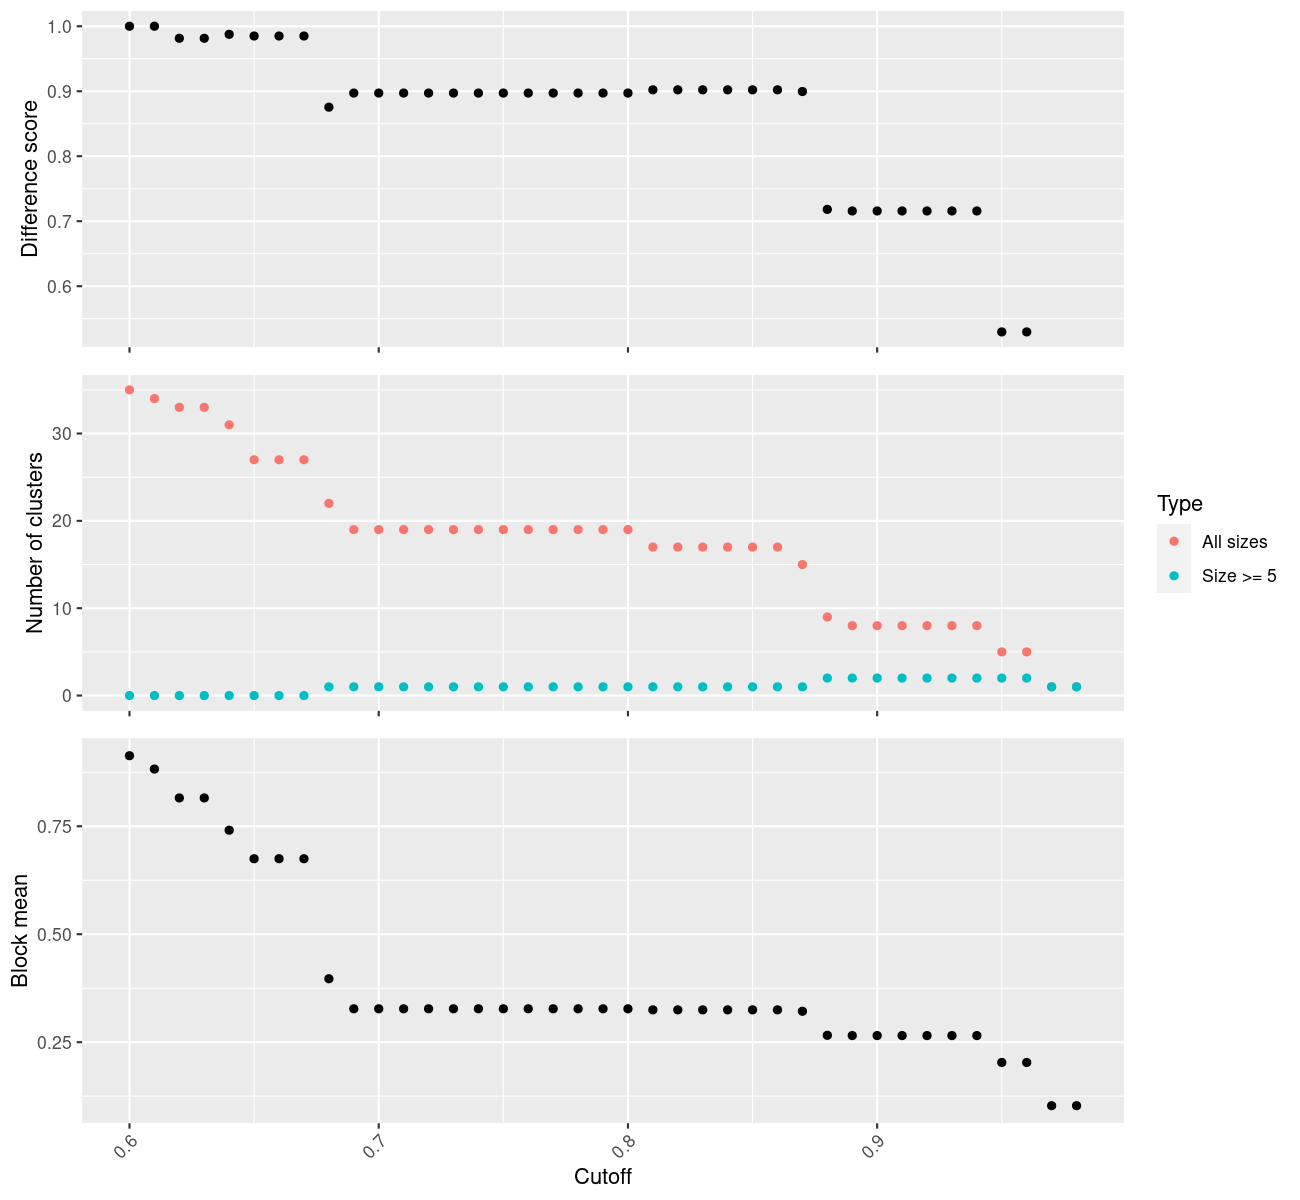 Difference score
1.0
0.9
0.8
0.7
0.6
Number of clusters
30
20
10
0
Type
All sizes
Size >= 5
Block mean
0.75
0.50
0.25
0.6
0.7
0.8
0.9
Cutoff